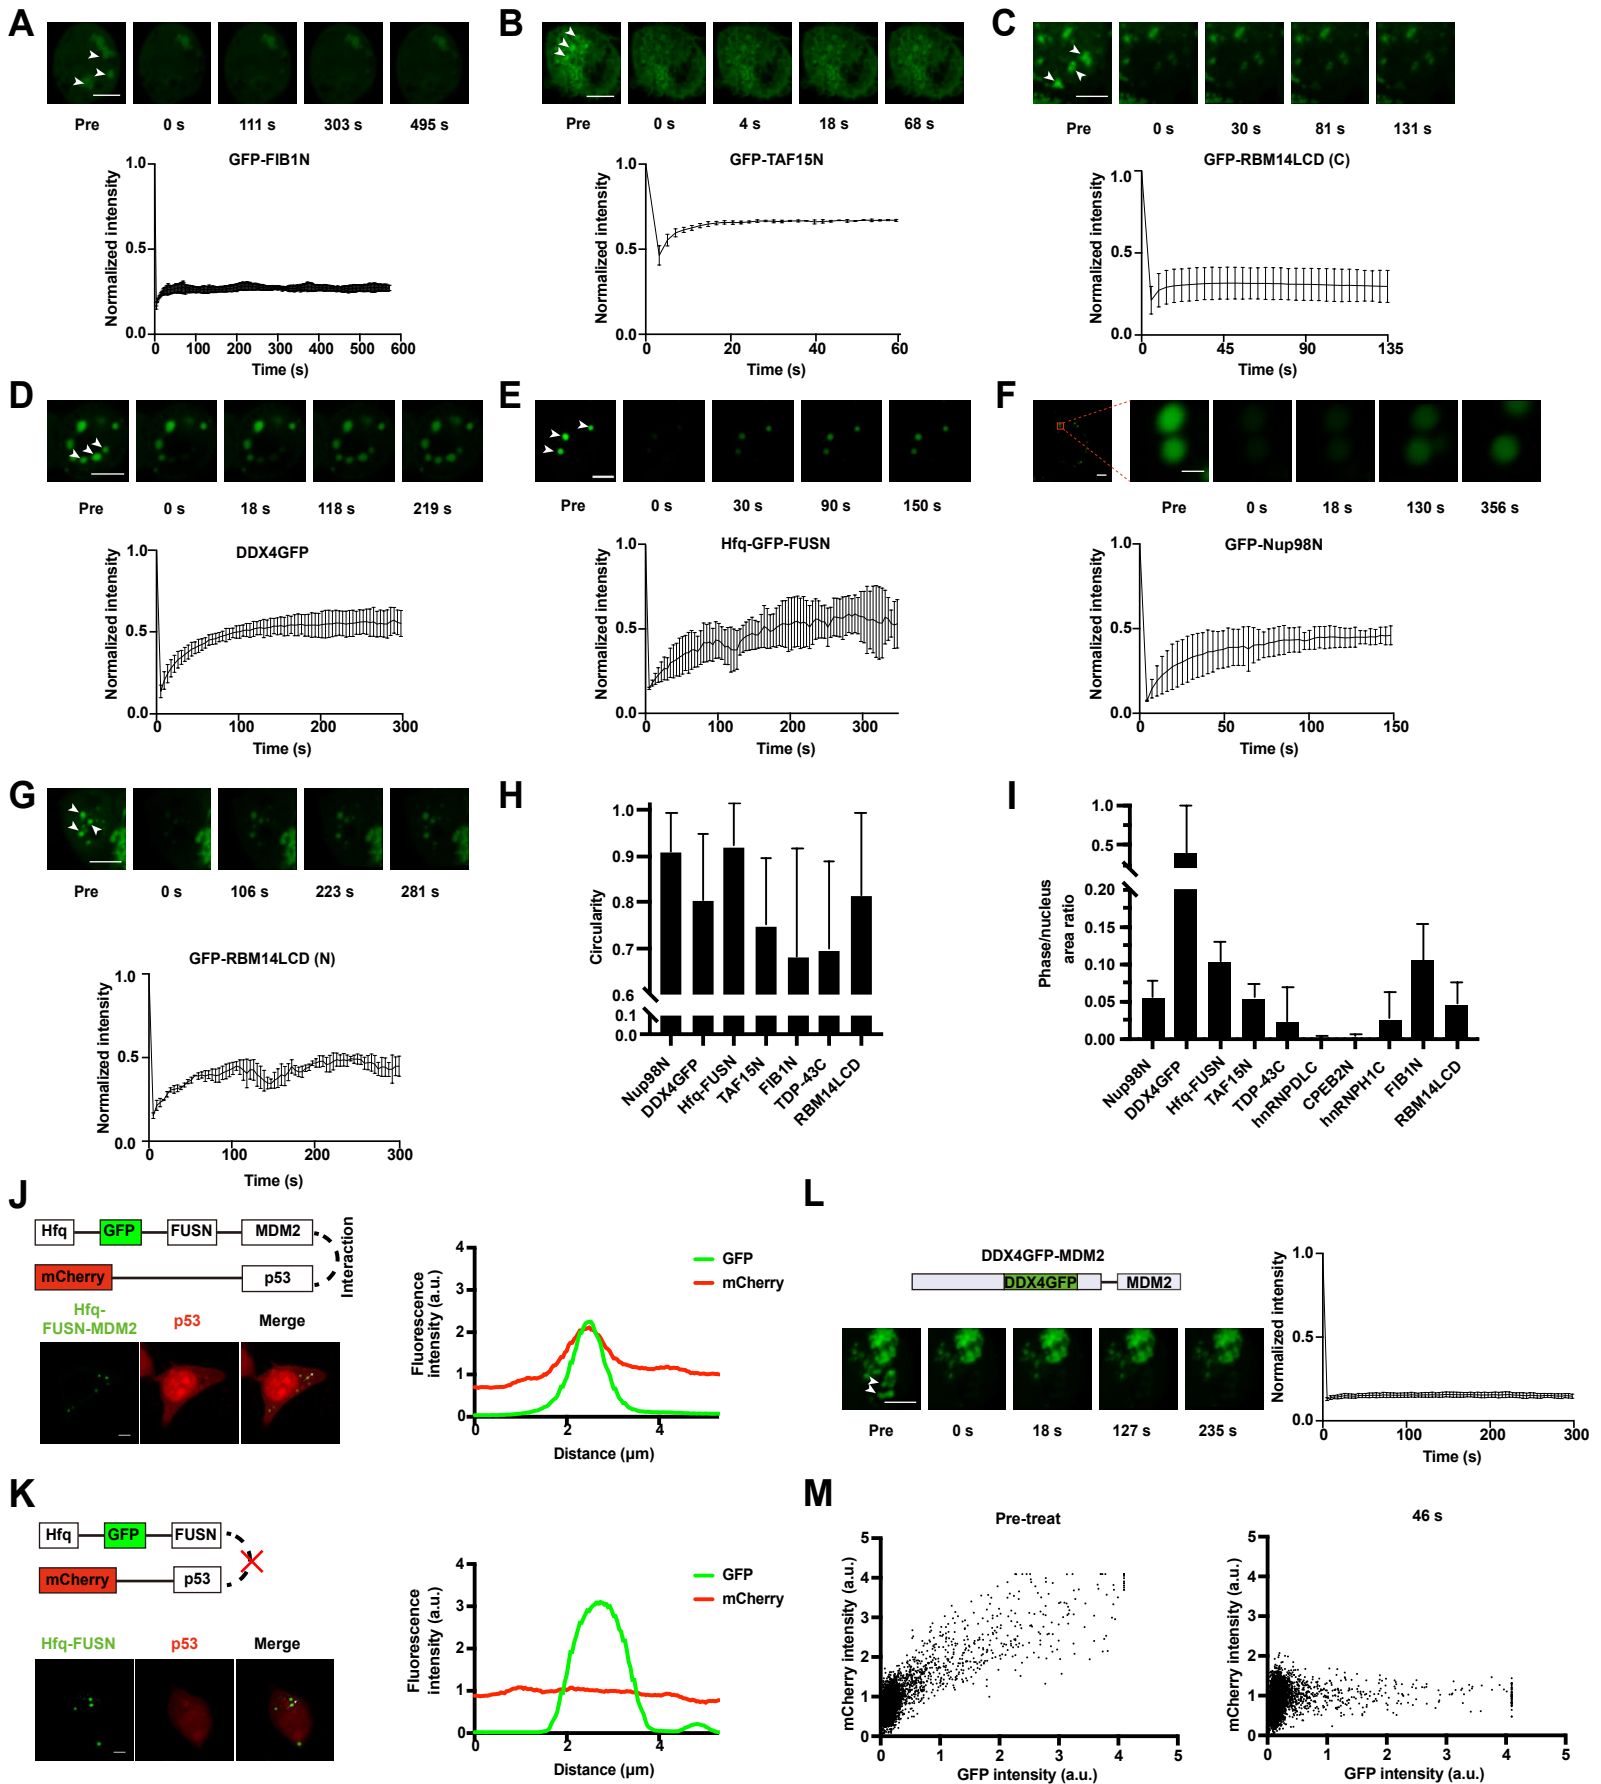 A
Pre 0 s 111 s 303 s 495 s
GFP-FIB1N
Normalized intensity
1.0
0.5
0.0
0 100 200 300 400 500 600
Time (s)
B
Pre 0 s 4 s 18 s 68 s
GFP-TAF15N
Normalized intensity
1.0
0.5
0.0
0 20 40 60
Time (s)
C
Pre 0 s 30 s 81 s 131 s
GFP-RBM14LCD (C)
Normalized intensity
1.0
0.5
0.0
0 45 90 135
Time (s)
D
Pre 0 s 18 s 118 s 219 s
DDX4GFP
Normalized intensity
1.0
0.5
0.0
0 100 200 300
Time (s)
E
Pre 0 s 30 s 90 s 150 s
Hfq-GFP-FUSN
Normalized intensity
1.0
0.5
0.0
0 100 200 300
Time (s)
F
Pre 0 s 18 s 130 s 356 s
GFP-Nup98N
Normalized intensity
1.0
0.5
0.0
0 50 100 150
Time (s)
G
Pre 0 s 106 s 223 s 281 s
GFP-RBM14LCD (N)
Normalized intensity
1.0
0.5
0.0
0 100 200 300
Time (s)
H
Circularity
1.0
0.9
0.8
0.7
0.6
0.1
0.0
Nup98N
DDX4GFP
Hfq-FUSN
TAF15N
FIB1N
TDP-43C
RBM14LCD
I
Phase/nucleus
area ratio
1.0
0.5
0.20
0.15
0.10
0.05
0.00
Nup98N
DDX4GFP
Hfq-FUSN
TAF15N
TDP-43C
hnRNPDLC
CPEB2N
hnRNPH1C
FIB1N
RBM14LCD
J
Hfq GFP FUSN MDM2
mCherry p53
Interaction
Hfq-
FUSN-MDM2 p53 Merge
Fluorescence
intensity (a.u.)
4
3
2
1
0
0 2 4
Distance (μm)
GFP
mCherry
K
Hfq GFP FUSN
mCherry p53
Hfq-FUSN p53 Merge
Fluorescence
intensity (a.u.)
4
3
2
1
0
0 2 4
Distance (μm)
GFP
mCherry
L
DDX4GFP-MDM2
DDX4GFP MDM2
Pre 0 s 18 s 127 s 235 s
Normalized intensity
1.0
0.5
0.0
0 100 200 300
Time (s)
M
Pre-treat
mCherry intensity (a.u.)
5
4
3
2
1
0
0 1 2 3 4 5
GFP intensity (a.u.)
46 s
mCherry intensity (a.u.)
5
4
3
2
1
0
0 1 2 3 4 5
GFP intensity (a.u.)